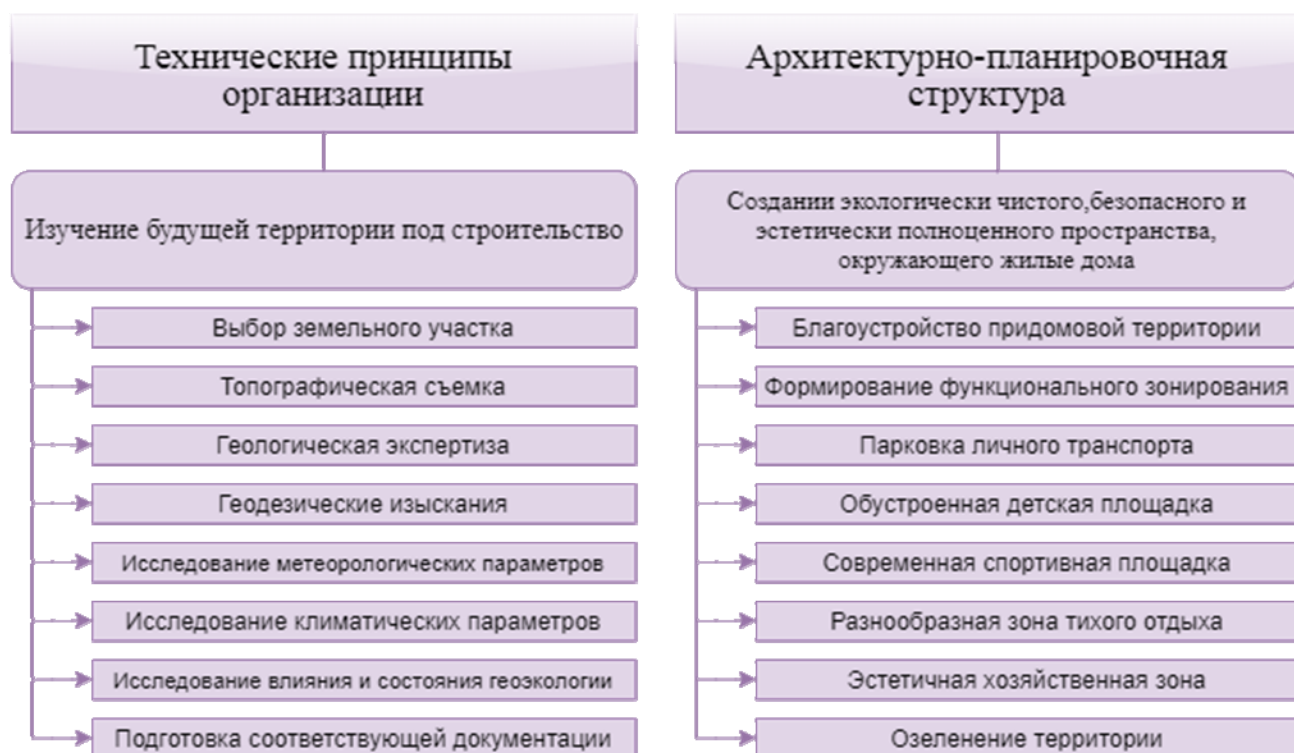 Технические принципы
организации
Изучение будущей территории под строительство
Выбор земельного участка
Топографическая съемка
Геологическая экспертиза
Геодезические изыскания
Исследование метеорологических параметров
Исследование климатических параметров
Исследование влияния и состояния геоэкологии
Подготовка соответствующей документации
Архитектурно-планировочная
структура
Создании экологически чистого,безопасного и
эстетически полноценного пространства,
окружающего жилые дома
Благоустройство придомовой территории
Формирование функционального зонирования
Парковка личного транспорта
Обустроенная детская площадка
Современная спортивная площадка
Разнообразная зона тихого отдыха
Эстетичная хозяйственная зона
Озеленение территории